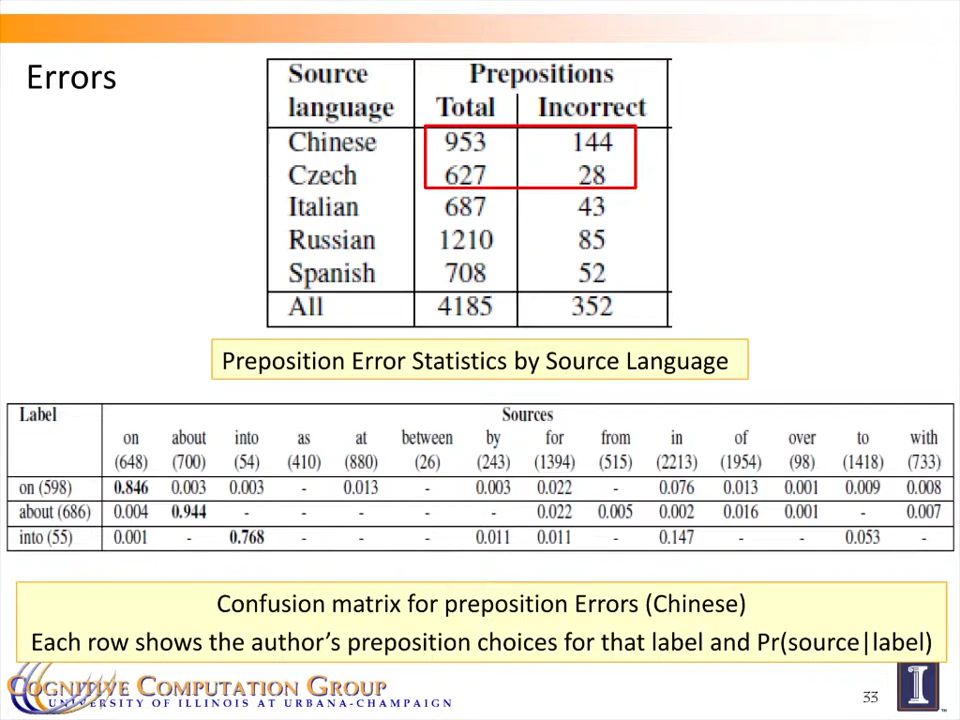 Errors
Source language Prepositions
Total Incorrect
Chinese 953 144
Czech 627 28
Italian 687 43
Russian 1210 85
Spanish 708 52
All 4185 352
Preposition Error Statistics by Source Language
Label Sources
on about into as at between by for from in of over to with
(648) (700) (54) (410) (880) (26) (243) (1394) (515) (2213) (1954) (98) (1418) (733)
on (598) 0.846 0.003 0.003 - 0.013 - 0.003 0.022 - 0.076 0.013 0.001 0.009 0.008
about (686) 0.004 0.944 - - - - - 0.022 0.005 0.002 0.016 0.001 - 0.007
into (55) 0.001 - 0.768 - - - 0.011 0.011 - 0.147 - - 0.053 -
Confusion matrix for preposition Errors (Chinese)
Each row shows the author's preposition choices for that label and Pr(source|label)
COGNITIVE COMPUTATION GROUP
UNIVERSITY OF ILLINOIS AT URBANA-CHAMPAIGN
33
I
TM